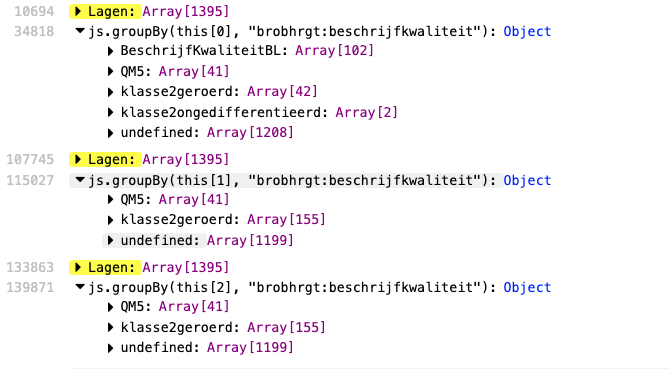 10694 Lagen: Array[1395]
34818 js.groupBy(this[0], "brobhrgt:beschrijfkwaliteit"): Object
BeschrijfKwaliteitBL: Array[102]
QM5: Array[41]
klasse2geroerd: Array[42]
klasse2ongedifferentieerd: Array[2]
undefined: Array[1208]
107745 Lagen: Array[1395]
115027 js.groupBy(this[1], "brobhrgt:beschrijfkwaliteit"): Object
QM5: Array[41]
klasse2geroerd: Array[155]
undefined: Array[1199]
133863 Lagen: Array[1395]
139871 js.groupBy(this[2], "brobhrgt:beschrijfkwaliteit"): Object
QM5: Array[41]
klasse2geroerd: Array[155]
undefined: Array[1199]